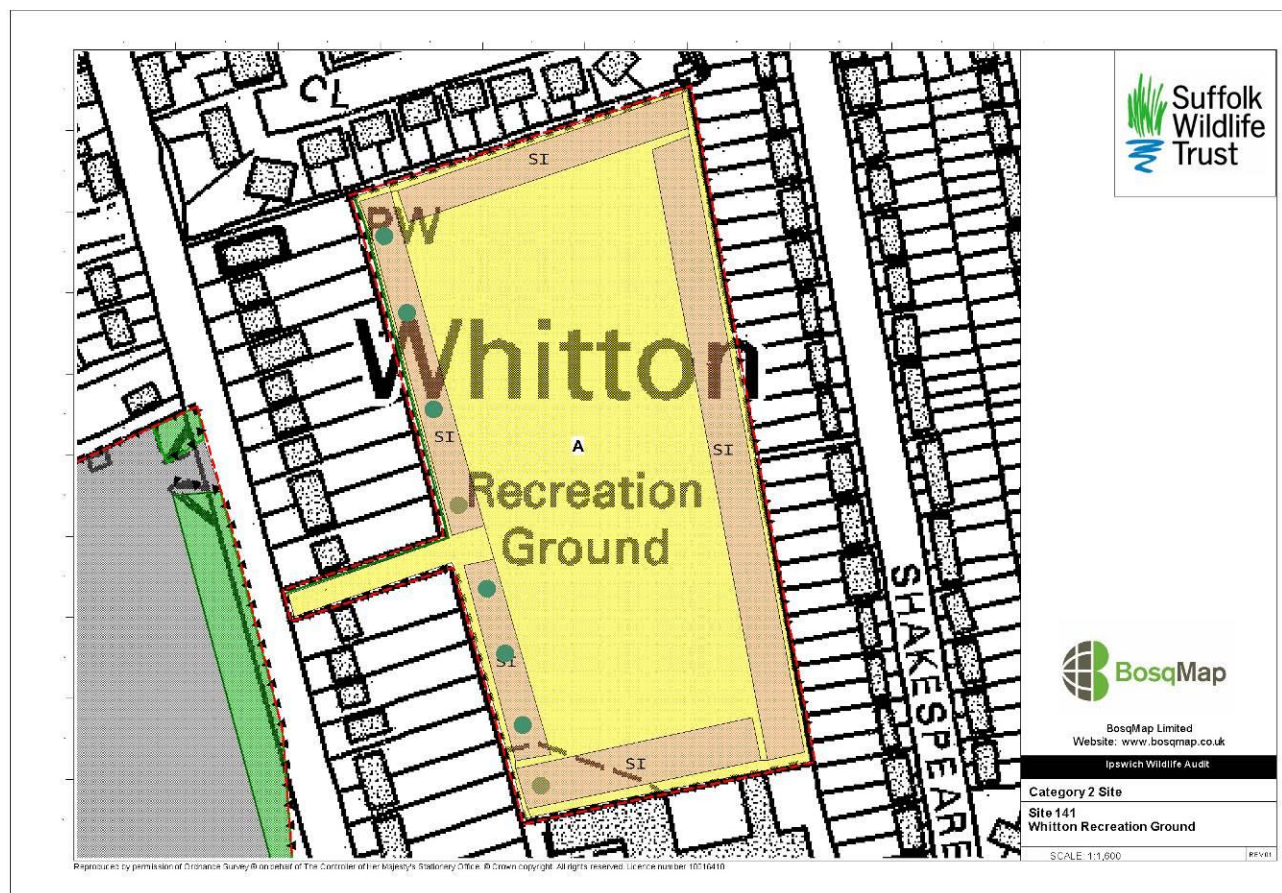 CL
SI
PW
Whitton
SI
SI
A
Recreation
Ground
SI
SI
SHAKESPEARE
Suffolk
Wildlife
Trust
BosqMap
BosqMap Limited
Website: www.bosqmap.co.uk
Ipswich Wildlife Audit
Category 2 Site
Site 141
Whitton Recreation Ground
SCALE: 1:1,600
REV01
Reproduced by permission of Ordnance Survey ® on behalf of The Controller of Her Majesty's Stationery Office. © Crown copyright. All rights reserved. Licence number 10016410